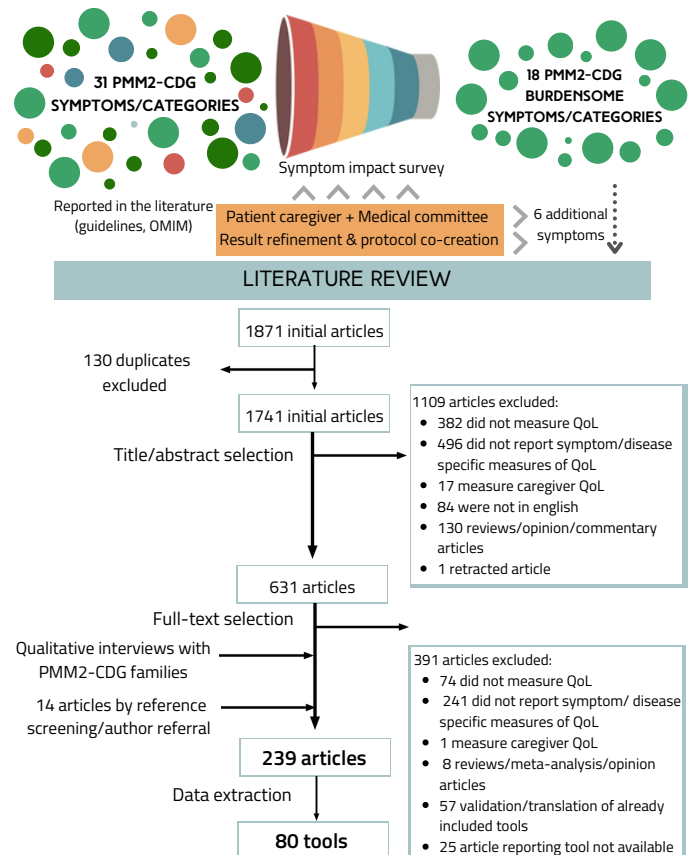 31 PMM2-CDG
SYMPTOMS/CATEGORIES
18 PMM2-CDG
BURDENSOME
SYMPTOMS/CATEGORIES
Symptom impact survey
Reported in the literature
(guidelines, OMIM)
Patient caregiver + Medical committee
Result refinement & protocol co-creation
6 additional
symptoms
LITERATURE REVIEW
1871 initial articles
130 duplicates
excluded
1741 initial articles
Title/abstract selection
1109 articles excluded:
• 382 did not measure QoL
• 496 did not report symptom/disease
specific measures of QoL
• 17 measure caregiver QoL
• 84 were not in english
• 130 reviews/opinion/commentary
articles
• 1 retracted article
631 articles
Full-text selection
Qualitative interviews with
PMM2-CDG families
14 articles by reference
screening/author referral
391 articles excluded:
• 74 did not measure QoL
• 241 did not report symptom/ disease
specific measures of QoL
• 1 measure caregiver QoL
• 8 reviews/meta-analysis/opinion
articles
• 57 validation/translation of already
included tools
• 25 article reporting tool not available
239 articles
Data extraction
80 tools